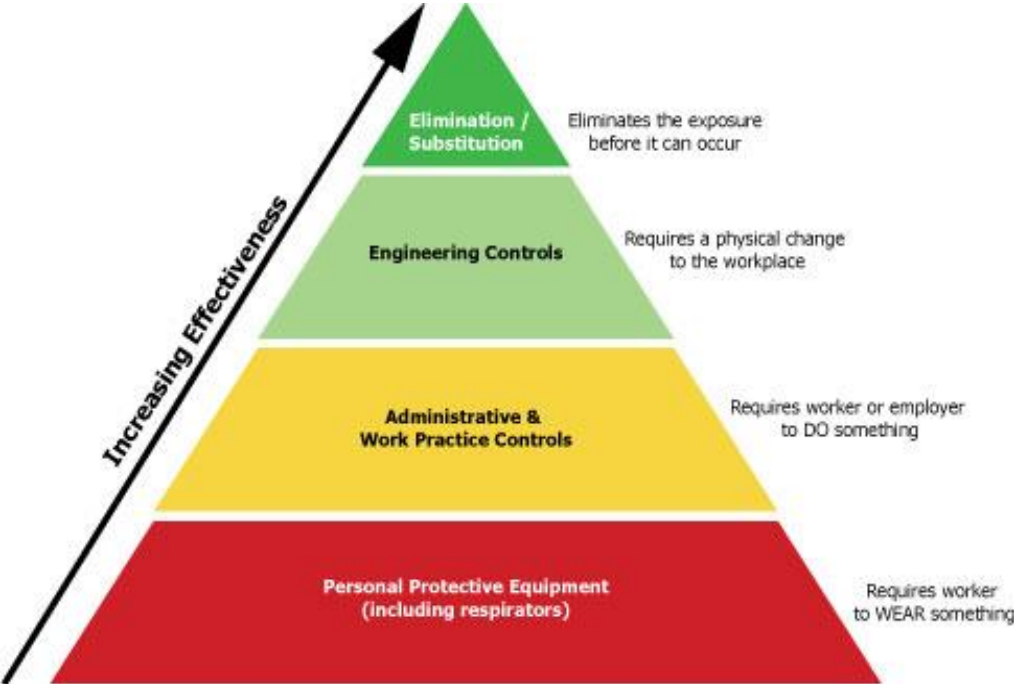 Increasing Effectiveness
Elimination /
Substitution
Eliminates the exposure
before it can occur
Engineering Controls
Requires a physical change
to the workplace
Administrative &
Work Practice Controls
Requires worker or employer
to DO something
Personal Protective Equipment
(including respirators)
Requires worker
to WEAR something